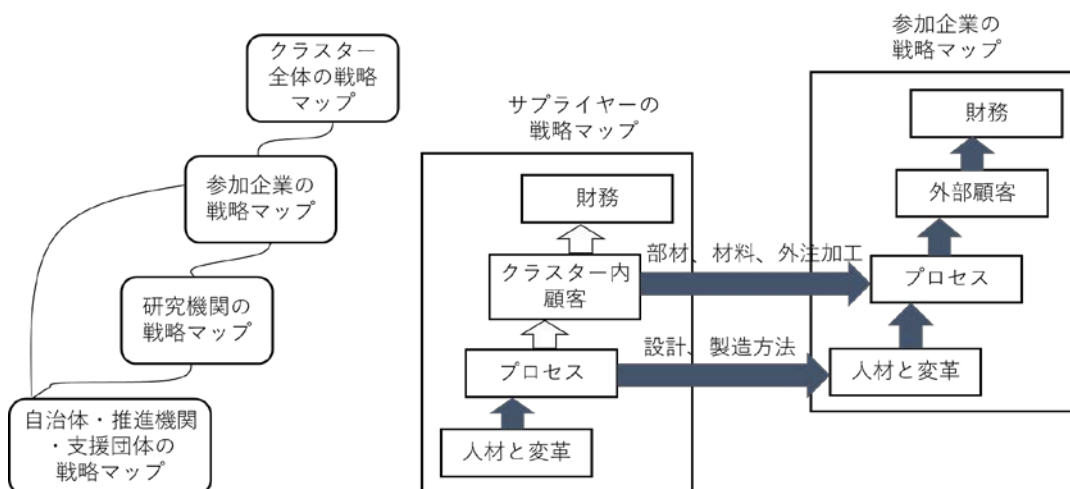 クラスター
全体の戦略
マップ
参加企業の
戦略マップ
研究機関の
戦略マップ
自治体・推進機関
・支援団体の
戦略マップ
サプライヤーの
戦略マップ
財務
クラスター内
顧客
プロセス
人材と変革
部材、材料、外注加工
設計、製造方法
参加企業の
戦略マップ
財務
外部顧客
プロセス
人材と変革